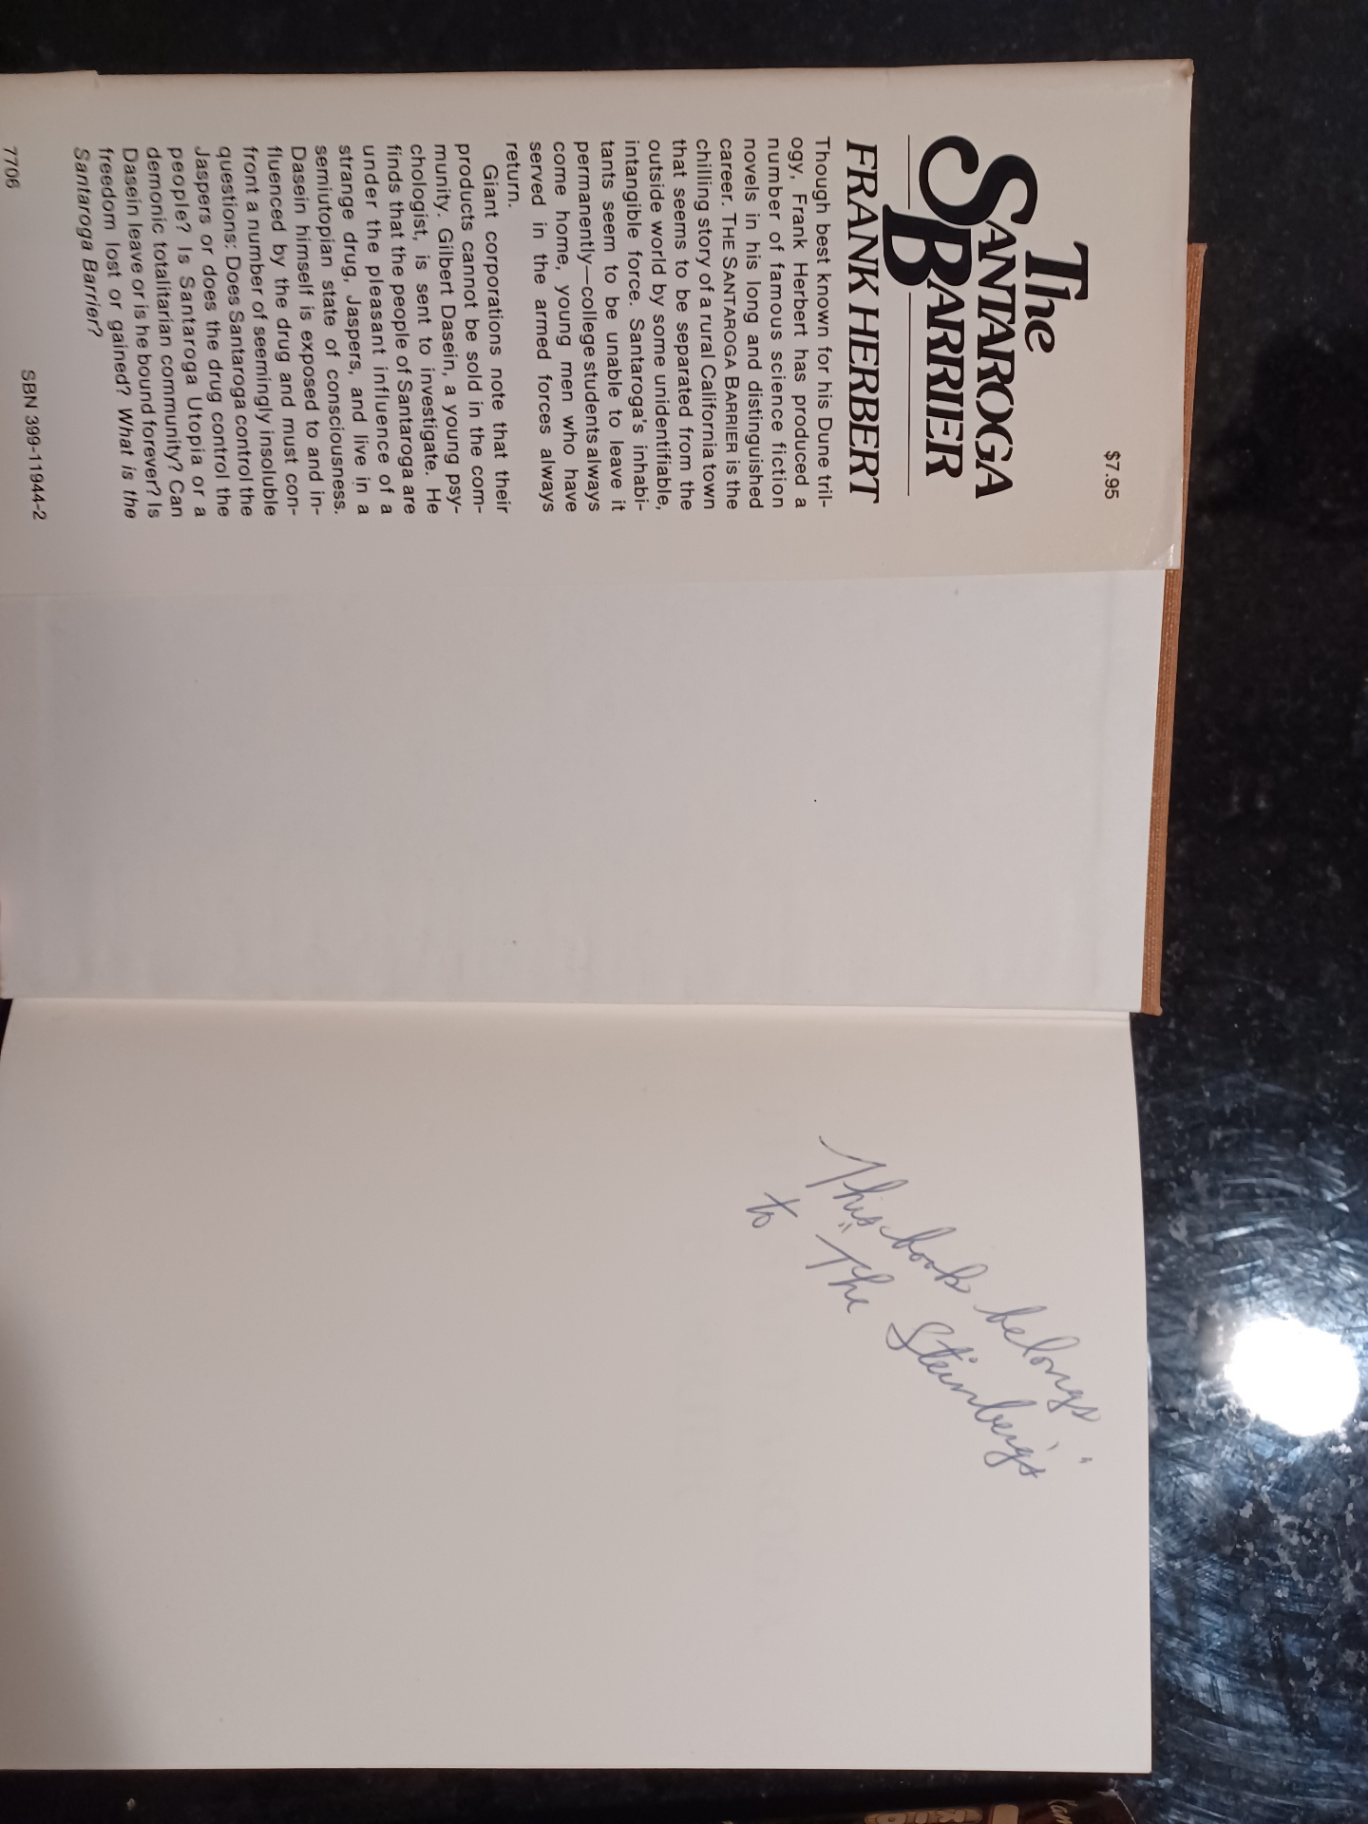 $7.95
The
SANTAROGA
BARRIER
FRANK HERBERT
Though best known for his Dune tril-
ogy, Frank Herbert has produced a
number of famous science fiction
novels in his long and distinguished
career. THE SANTAROGA BARRIER is the
chilling story of a rural California town
that seems to be separated from the
outside world by some unidentifiable,
intangible force. Santaroga's inhabi-
tants seem to be unable to leave it
permanently—college students always
come home, young men who have
served in the armed forces always
return.
Giant corporations note that their
products cannot be sold in the com-
munity. Gilbert Dasein, a young psy-
chologist, is sent to investigate. He
finds that the people of Santaroga are
under the pleasant influence of a
strange drug, Jaspers, and live in a
semiutopian state of consciousness.
Dasein himself is exposed to and in-
fluenced by the drug and must con-
front a number of seemingly insoluble
questions: Does Santaroga control the
Jaspers or does the drug control the
people? Is Santaroga Utopia or a
demonic totalitarian community? Can
Dasein leave or is he bound forever? Is
freedom lost or gained? What is the
Santaroga Barrier?
SBN 399-11944-2
7706
This book belongs
to "The Steinberg's"